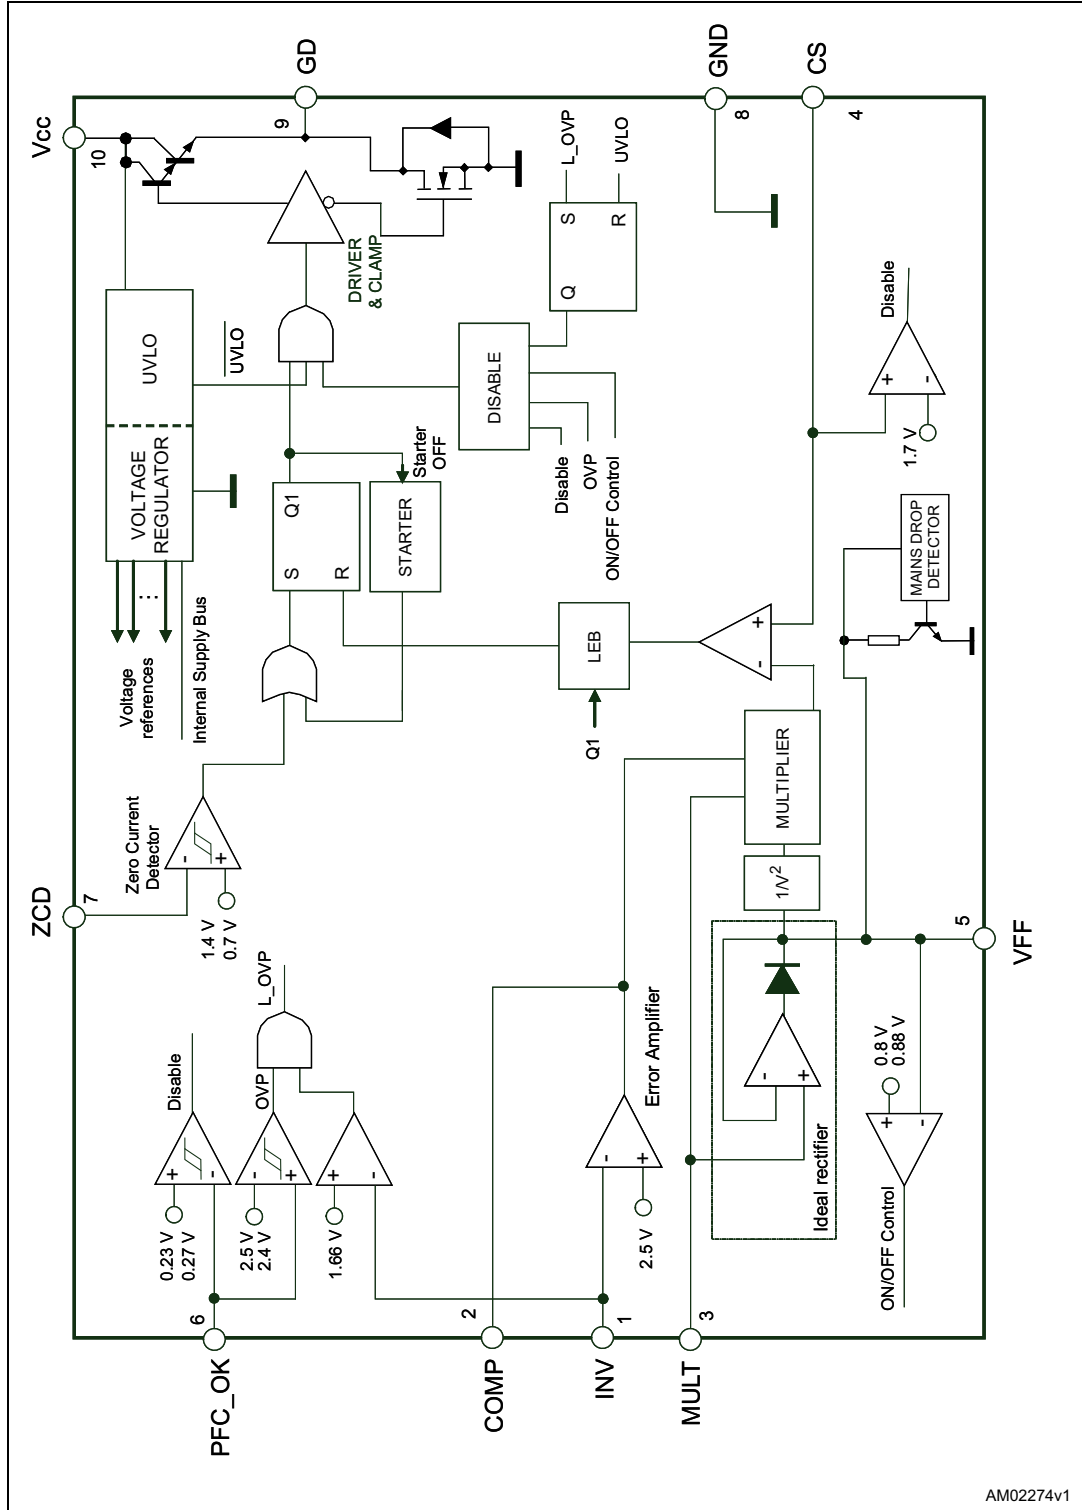 Vcc
10
GD
9
GND
8
CS
4
L_OVP
UVLO
S
R
Q
DRIVER
& CLAMP
UVLO
VOLTAGE
REGULATOR
UVLO
DISABLE
Disable
OVP
ON/OFF Control
Disable
+
-
1.7 V
Voltage
references
...
Internal Supply Bus
S
Q1
R
Starter
OFF
STARTER
LEB
Q1
+
-
MAINS DROP
DETECTOR
ZCD
7
Zero Current
Detector
-
+
1.4 V
0.7 V
MULTIPLIER
1/V²
5
VFF
L_OVP
Disable
OVP
+
-
-
+
+
-
0.23 V
0.27 V
2.5 V
2.4 V
1.66 V
Error Amplifier
-
+
2.5 V
-
+
Ideal rectifier
0.8 V
0.88 V
+
-
ON/OFF Control
6
PFC_OK
2
COMP
1
INV
3
MULT
AM02274v1